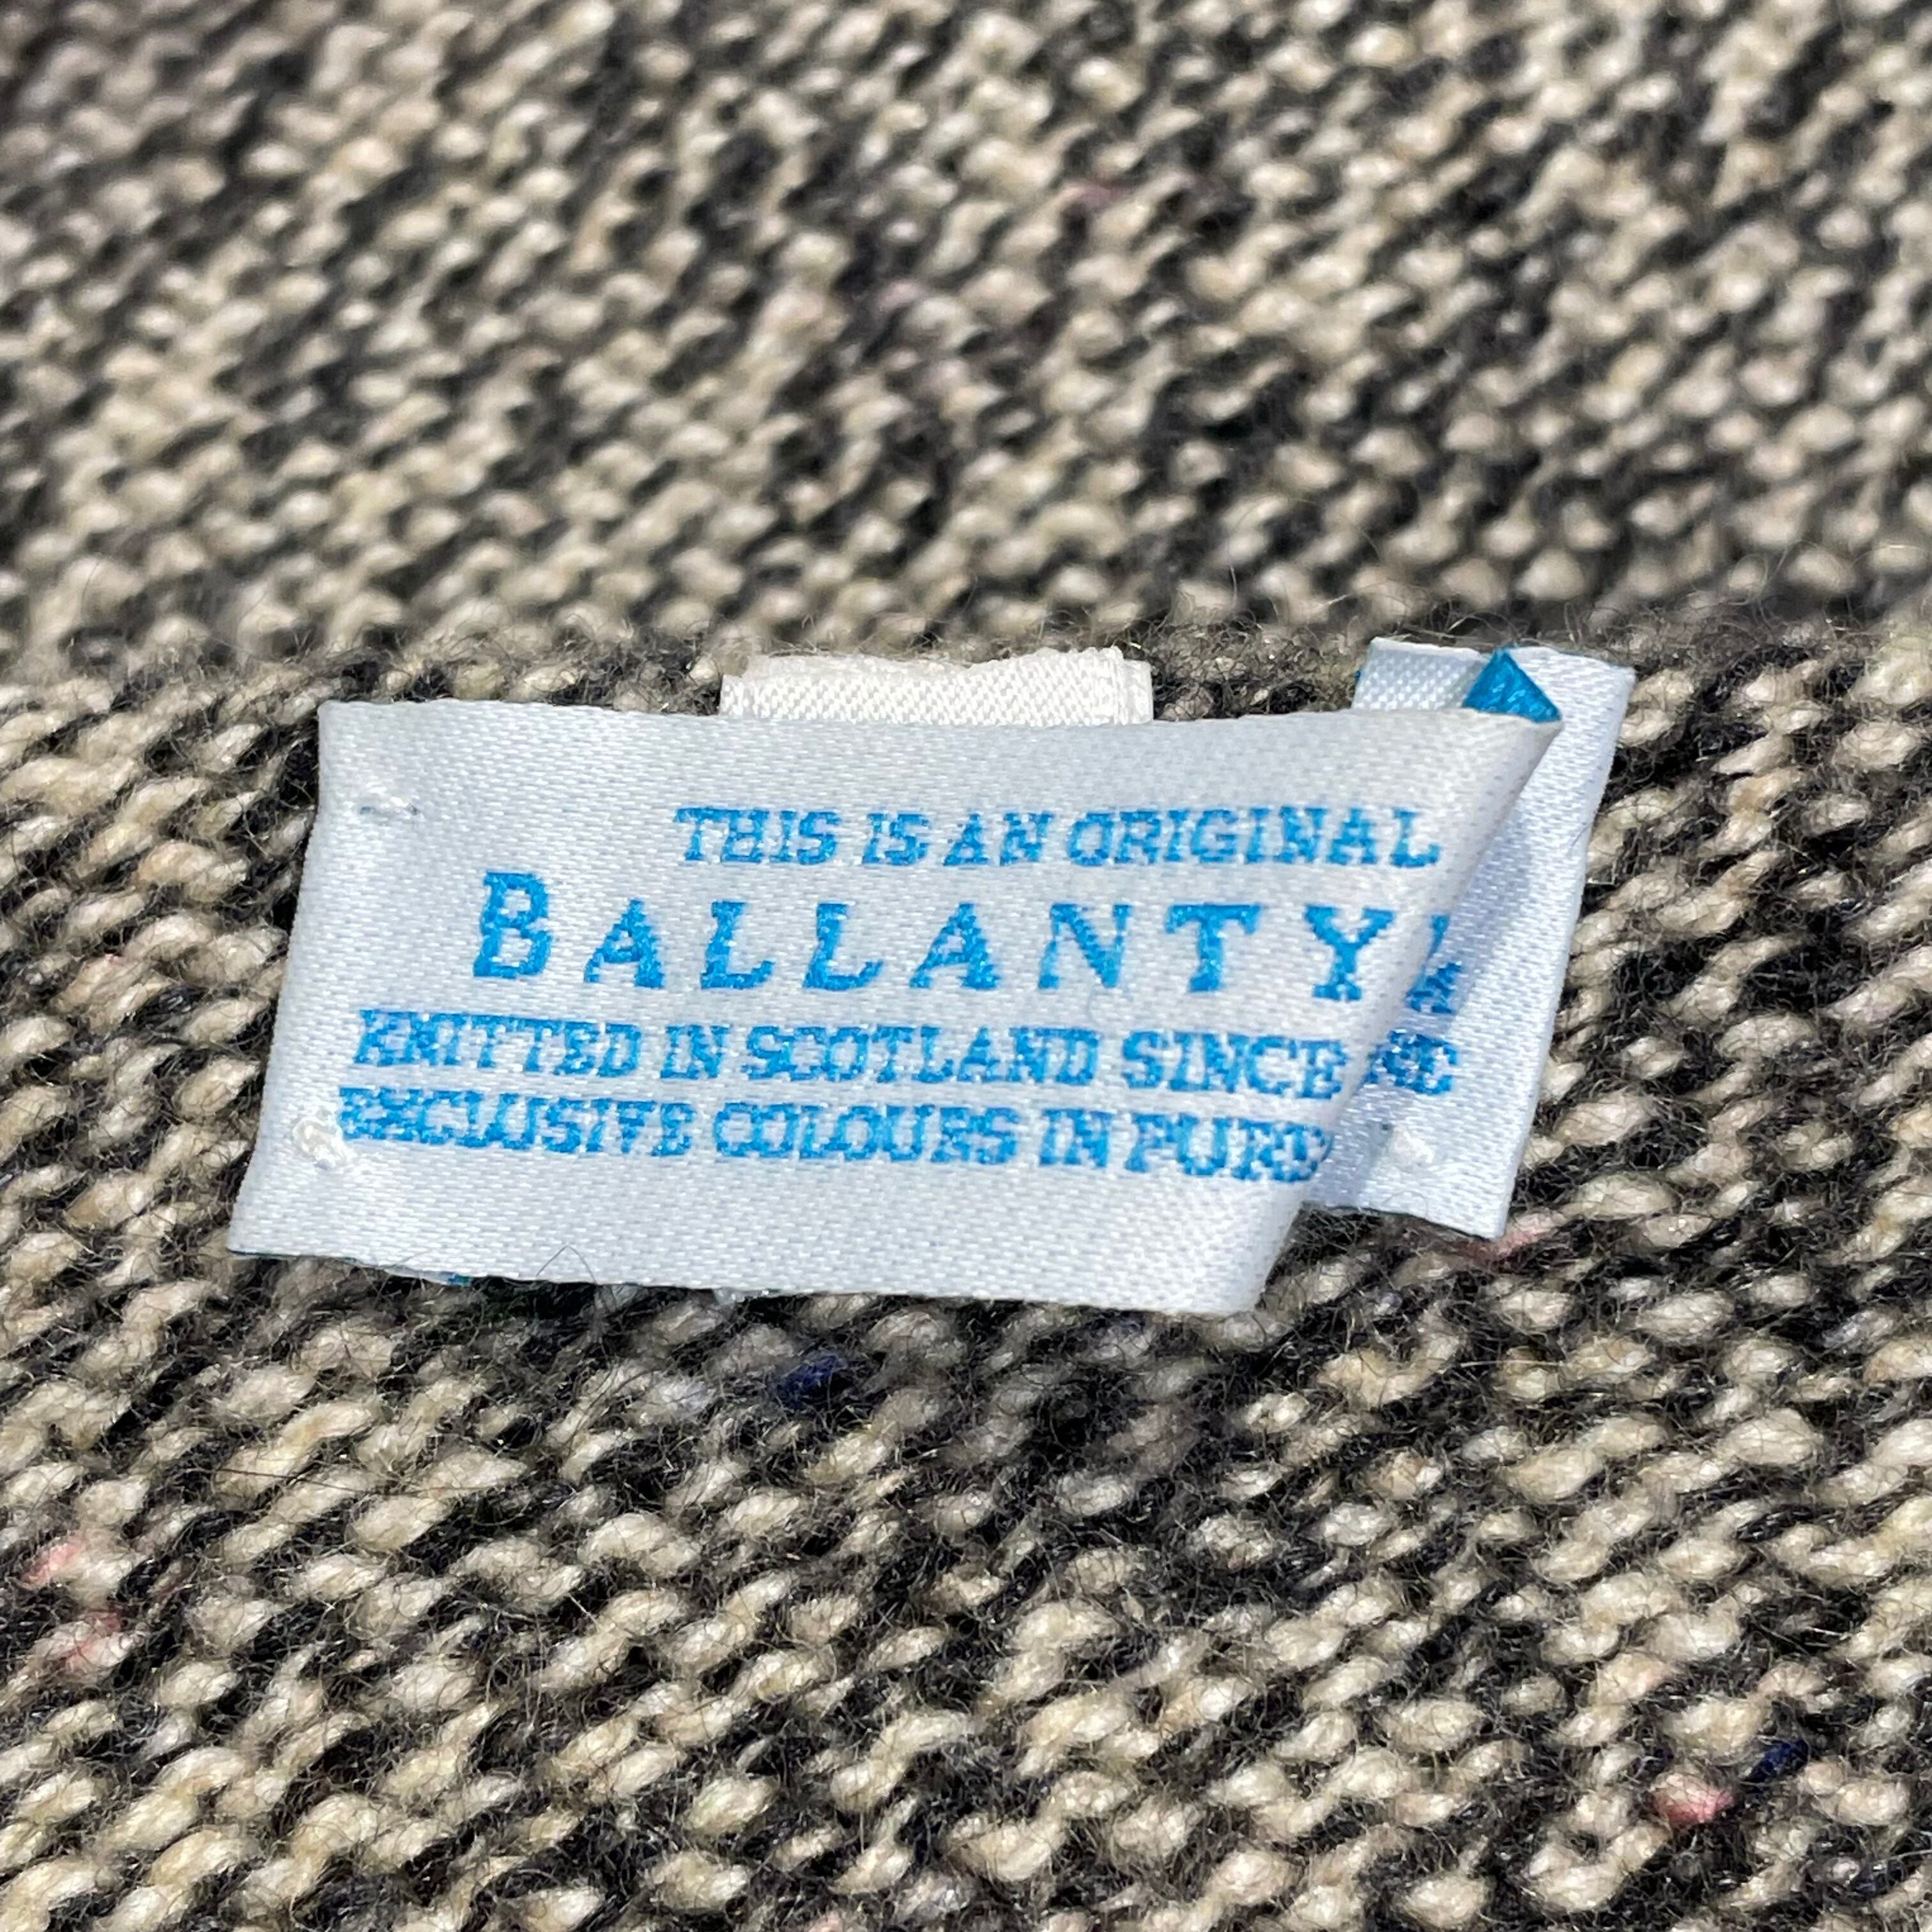 THIS IS AN ORIGINAL
BALLANTY
KNITTED IN SCOTLAND SINCE
EXCLUSIVE COLOURS IN PURE